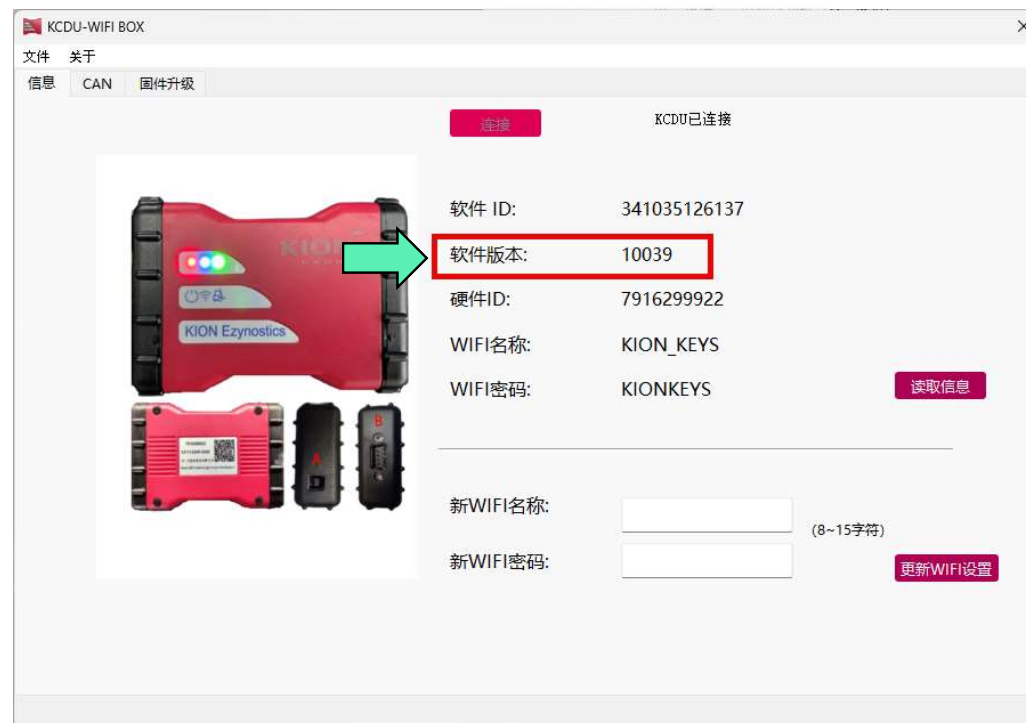 KCDU-WIFI BOX
文件 关于
信息 CAN 固件升级
连接 KCDU已连接
KION
KION Ezynostics
A
B
软件 ID: 341035126137
软件版本: 10039
硬件ID: 7916299922
WIFI名称: KION_KEYS
WIFI密码: KIONKEYS
读取信息
新WIFI名称:
(8~15字符)
新WIFI密码:
更新WIFI设置